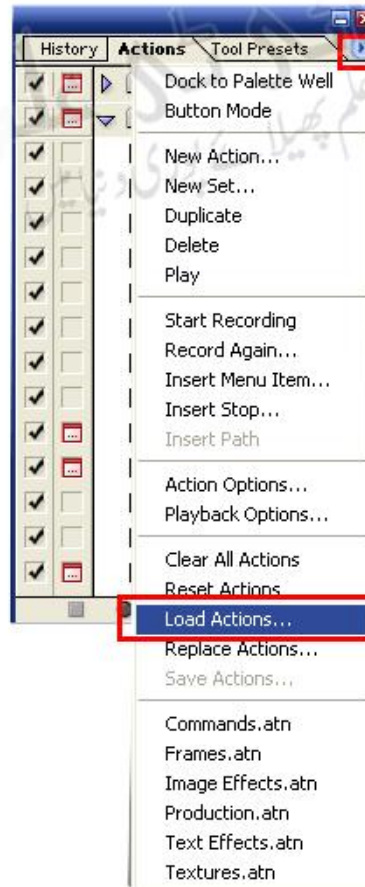 History Actions Tool Presets
Dock to Palette Well
Button Mode
New Action...
New Set...
Duplicate
Delete
Play
Start Recording
Record Again...
Insert Menu Item...
Insert Stop...
Insert Path
Action Options...
Playback Options...
Clear All Actions
Reset Actions
Load Actions...
Replace Actions...
Save Actions...
Commands.atn
Frames.atn
Image Effects.atn
Production.atn
Text Effects.atn
Textures.atn